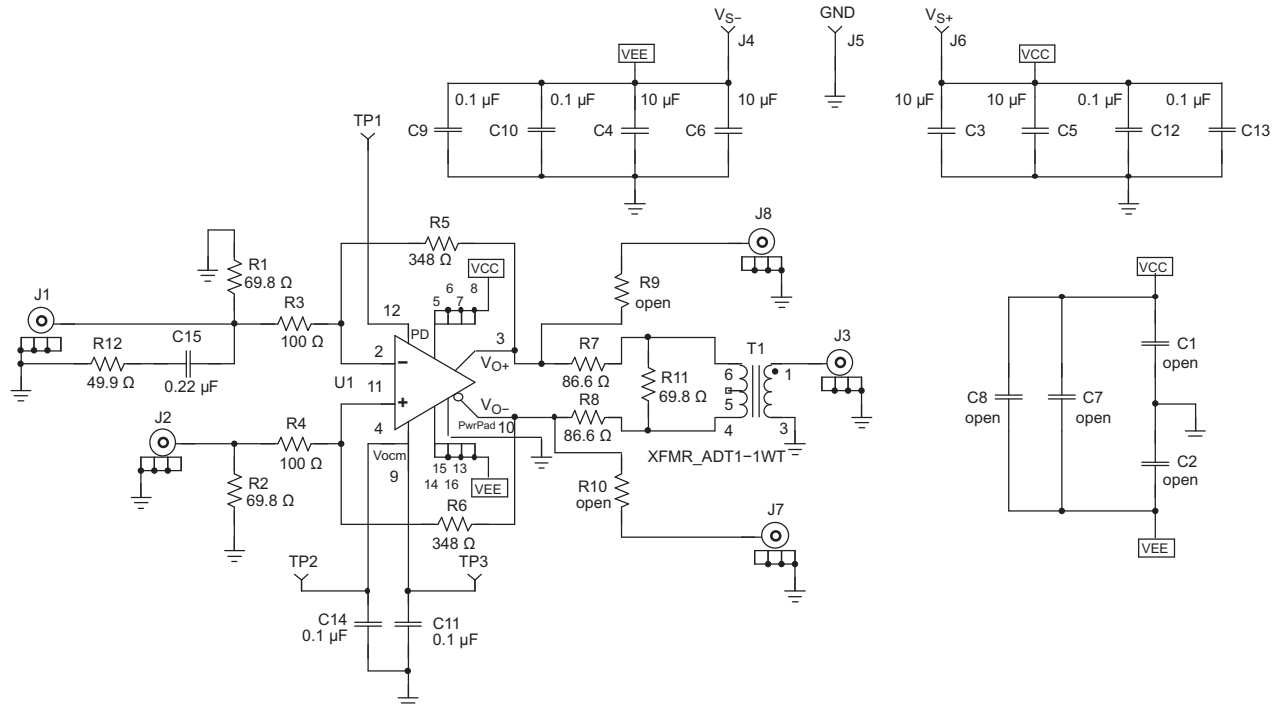 V_S−
J4
GND
J5
V_S+
J6
VEE
VCC
0.1 µF
0.1 µF
10 µF
10 µF
10 µF
10 µF
0.1 µF
0.1 µF
C9
C10
C4
C6
C3
C5
C12
C13
TP1
R5
348 Ω
J8
VCC
6
8
5
7
R1
69.8 Ω
R9
open
VCC
J1
R3
100 Ω
12
PD
3
V_O+
R7
86.6 Ω
T1
J3
C15
0.22 µF
R12
49.9 Ω
2
U1
11
R11
69.8 Ω
6
5
4
1
3
C1
open
C8
open
C7
open
V_O−
R8
86.6 Ω
J2
R4
100 Ω
4
PwrPad
10
XFMR_ADT1−1WT
Vocm
9
15
13
14
16
VEE
R2
69.8 Ω
R10
open
C2
open
R6
348 Ω
J7
VEE
TP2
TP3
C14
0.1 µF
C11
0.1 µF